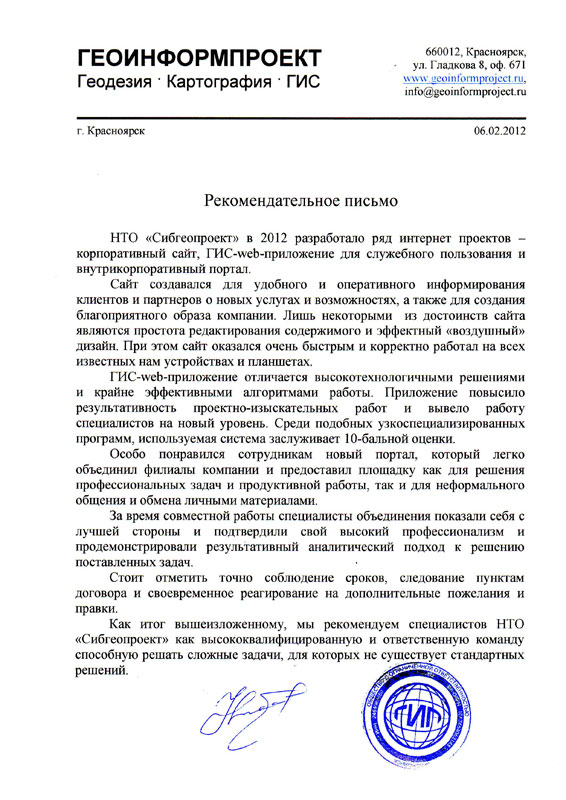 ГЕОИНФОРМПРОЕКТ
Геодезия · Картография · ГИС
660012, Красноярск,
ул. Гладкова 8, оф. 671
www.geoinformproject.ru,
info@geoinformproject.ru
г. Красноярск 06.02.2012
Рекомендательное письмо
НТО «Сибгеопроект» в 2012 разработало ряд интернет проектов –
корпоративный сайт, ГИС-web-приложение для служебного пользования и
внутрикорпоративный портал.
Сайт создавался для удобного и оперативного информирования
клиентов и партнеров о новых услугах и возможностях, а также для создания
благоприятного образа компании. Лишь некоторыми из достоинств сайта
являются простота редактирования содержимого и эффектный «воздушный»
дизайн. При этом сайт оказался очень быстрым и корректно работал на всех
известных нам устройствах и планшетах.
ГИС-web-приложение отличается высокотехнологичными решениями
и крайне эффективными алгоритмами работы. Приложение повысило
результативность проектно-изыскательных работ и вывело работу
специалистов на новый уровень. Среди подобных узкоспециализированных
программ, используемая система заслуживает 10-бальной оценки.
Особо понравился сотрудникам новый портал, который легко
объединил филиалы компании и предоставил площадку как для решения
профессиональных задач и продуктивной работы, так и для неформального
общения и обмена личными материалами.
За время совместной работы специалисты объединения показали себя с
лучшей стороны и подтвердили свой высокий профессионализм и
продемонстрировали результативный аналитический подход к решению
поставленных задач.
Стоит отметить точно соблюдение сроков, следование пунктам
договора и своевременное реагирование на дополнительные пожелания и
правки.
Как итог вышеизложенному, мы рекомендуем специалистов НТО
«Сибгеопроект» как высококвалифицированную и ответственную команду
способную решать сложные задачи, для которых не существует стандартных
решений.
ГИП